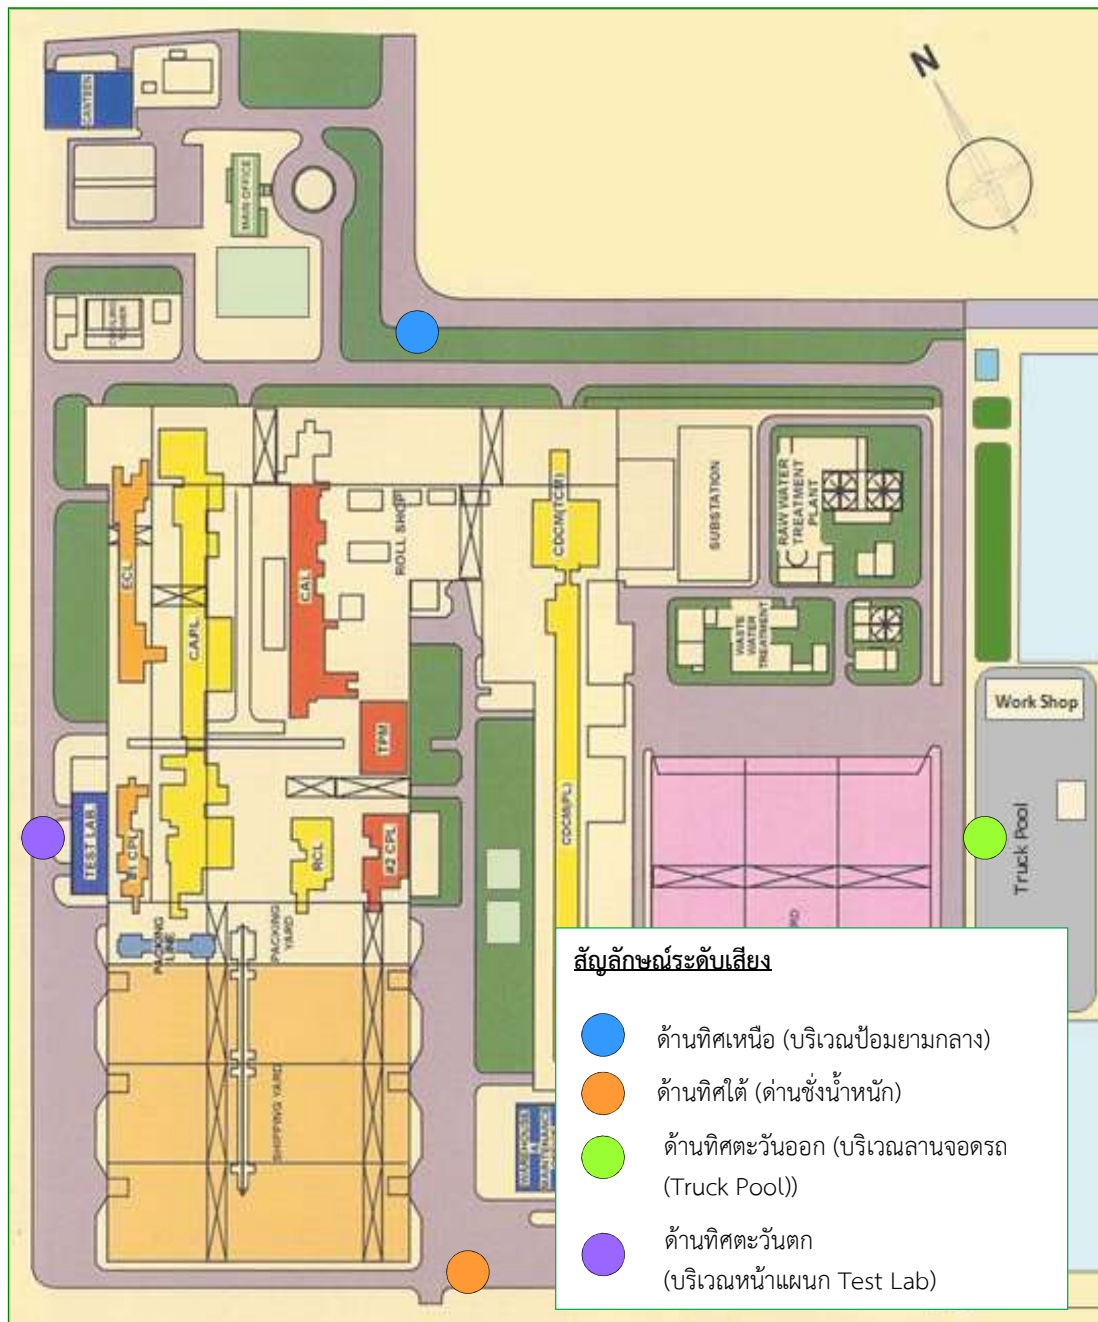 N
CANTEEN
MAIN OFFICE
COOLING
TOWER
SUBSTATION
RAW WATER
TREATMENT
PLANT
ROLL SHOP
CDCM(TCM)
ECL
CAPL
CAL
WASTE
WATER
TREATMENT
Work Shop
TPM
TEST LAB.
#1 CPL
RCL
#2 CPL
CDCM(PL)
Truck Pool
PACKING
LINE
PACKING
YARD
SHIPPING YARD
WAREHOUSE
&
MAINTENANCE
สัญลักษณ์ระดับเสียง
ด้านทิศเหนือ (บริเวณป้อมยามกลาง)
ด้านทิศใต้ (ด่านชั่งน้ำหนัก)
ด้านทิศตะวันออก (บริเวณลานจอดรถ
(Truck Pool))
ด้านทิศตะวันตก
(บริเวณหน้าแผนก Test Lab)